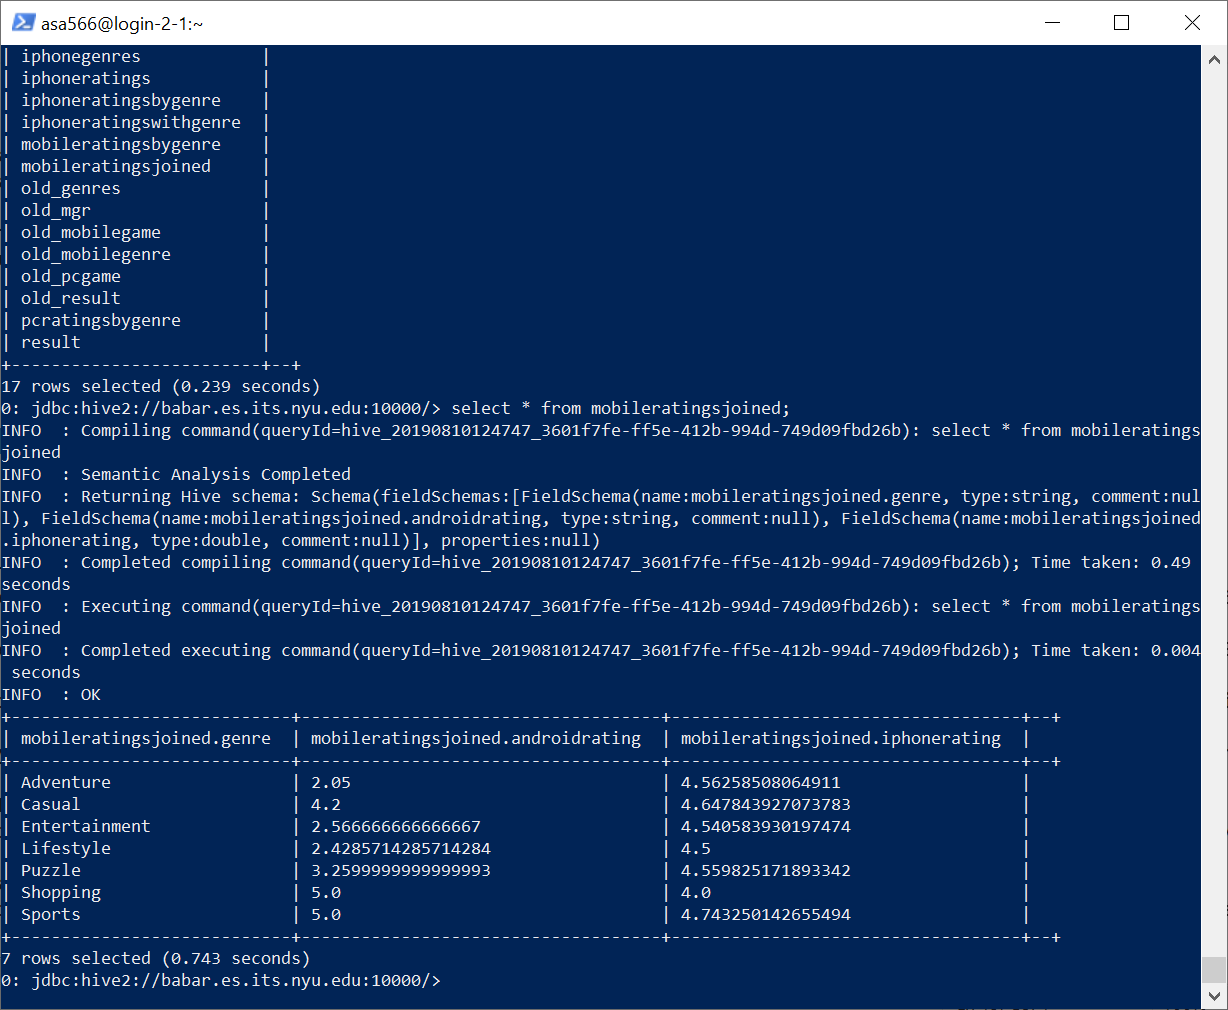 asa566@login-2-1:~
| iphonegenres            |
| iphoneratings           |
| iphoneratingsbygenre    |
| iphoneratingswithgenre  |
| mobileratingsbygenre    |
| mobileratingsjoined     |
| old_genres              |
| old_mgr                 |
| old_mobilegame          |
| old_mobilegenre         |
| old_pcgame              |
| old_result              |
| pcratingsbygenre        |
| result                  |
+-------------------------+--+
17 rows selected (0.239 seconds)
0: jdbc:hive2://babar.es.its.nyu.edu:10000/> select * from mobileratingsjoined;
INFO  : Compiling command(queryId=hive_20190810124747_3601f7fe-ff5e-412b-994d-749d09fbd26b): select * from mobileratings
joined
INFO  : Semantic Analysis Completed
INFO  : Returning Hive schema: Schema(fieldSchemas:[FieldSchema(name:mobileratingsjoined.genre, type:string, comment:nul
l), FieldSchema(name:mobileratingsjoined.androidrating, type:string, comment:null), FieldSchema(name:mobileratingsjoined
.iphonerating, type:double, comment:null)], properties:null)
INFO  : Completed compiling command(queryId=hive_20190810124747_3601f7fe-ff5e-412b-994d-749d09fbd26b); Time taken: 0.49
seconds
INFO  : Executing command(queryId=hive_20190810124747_3601f7fe-ff5e-412b-994d-749d09fbd26b): select * from mobileratings
joined
INFO  : Completed executing command(queryId=hive_20190810124747_3601f7fe-ff5e-412b-994d-749d09fbd26b); Time taken: 0.004
 seconds
INFO  : OK
+----------------------------+------------------------------------+-----------------------------------+--+
| mobileratingsjoined.genre  | mobileratingsjoined.androidrating  | mobileratingsjoined.iphonerating  |
+----------------------------+------------------------------------+-----------------------------------+--+
| Adventure                  | 2.05                               | 4.56258508064911                  |
| Casual                     | 4.2                                | 4.647843927073783                 |
| Entertainment              | 2.566666666666667                  | 4.540583930197474                 |
| Lifestyle                  | 2.4285714285714284                 | 4.5                               |
| Puzzle                     | 3.2599999999999993                 | 4.559825171893342                 |
| Shopping                   | 5.0                                | 4.0                               |
| Sports                     | 5.0                                | 4.743250142655494                 |
+----------------------------+------------------------------------+-----------------------------------+--+
7 rows selected (0.743 seconds)
0: jdbc:hive2://babar.es.its.nyu.edu:10000/>